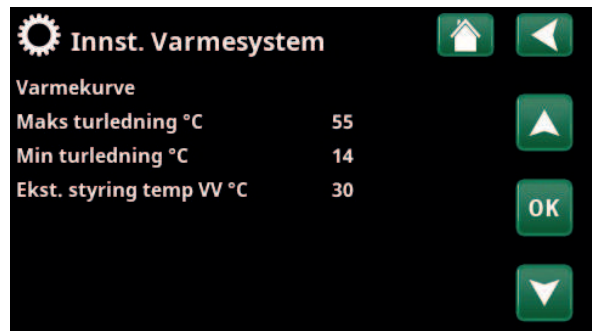 Innst. Varmesystem
Varmekurve
Maks turledning °C 55
Min turledning °C 14
Ekst. styring temp VV °C 30
OK